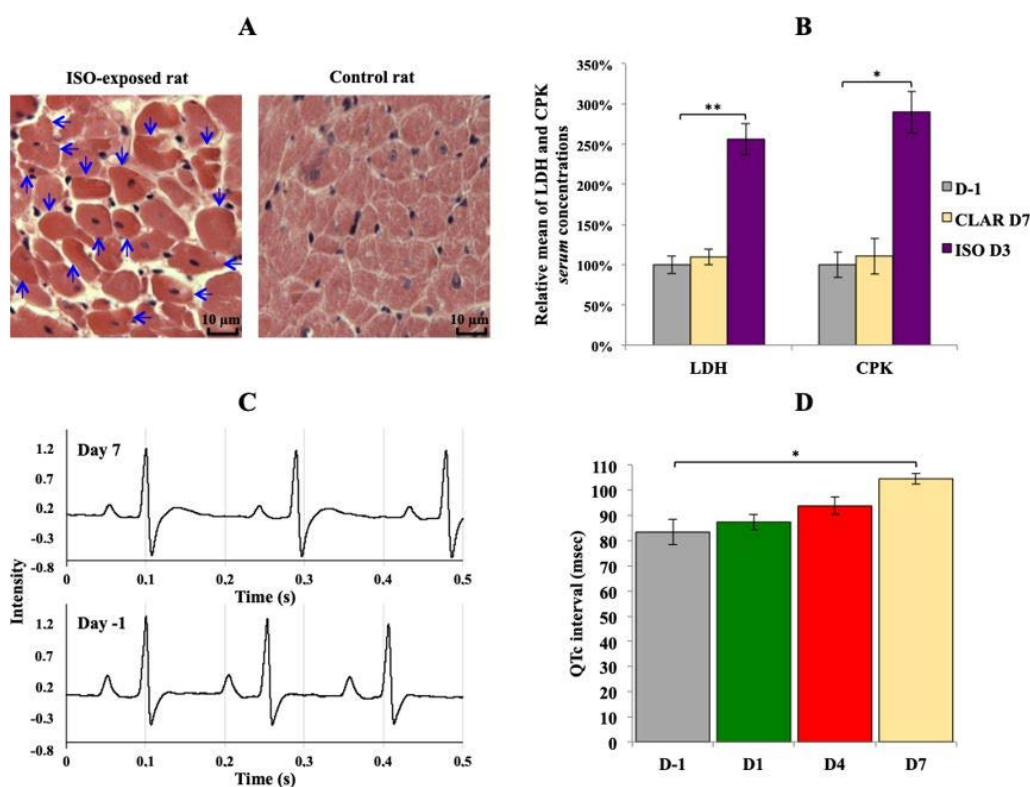 A
ISO-exposed rat
Control rat
10 µm
10 µm
B
Relative mean of LDH and CPK
serum concentrations
350%
300%
250%
200%
150%
100%
50%
0%
**
*
LDH
CPK
D-1
CLAR D7
ISO D3
C
Intensity
Day 7
1.2
0.7
0.2
-0.3
-0.8
0
0.1
0.2
0.3
0.4
0.5
Time (s)
Day -1
1.2
0.7
0.2
-0.3
-0.8
0
0.1
0.2
0.3
0.4
0.5
Time (s)
D
QTc interval (msec)
110
100
90
80
70
60
50
40
30
20
10
0
*
D-1
D1
D4
D7